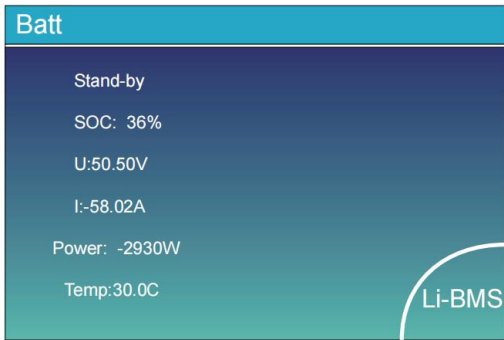 Batt
Stand-by
SOC: 36%
U:50.50V
I:-58.02A
Power: -2930W
Temp:30.0C
Li-BMS